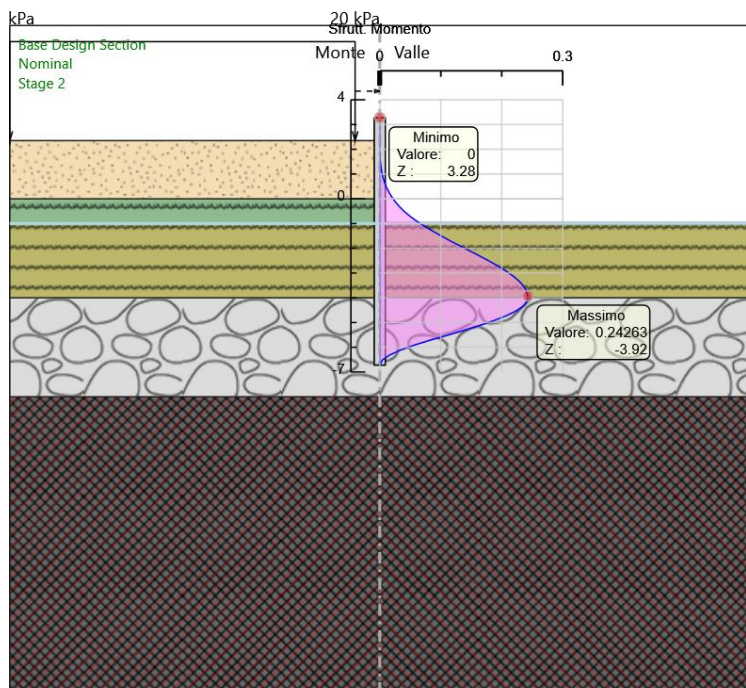 kPa
20 kPa
Sfrutt. Momento
Base Design Section
Nominal
Stage 2
Monte
0
Valle
0.3
4
Minimo
Valore: 0
Z : 3.28
0
Massimo
Valore: 0.24263
Z : -3.92
-7